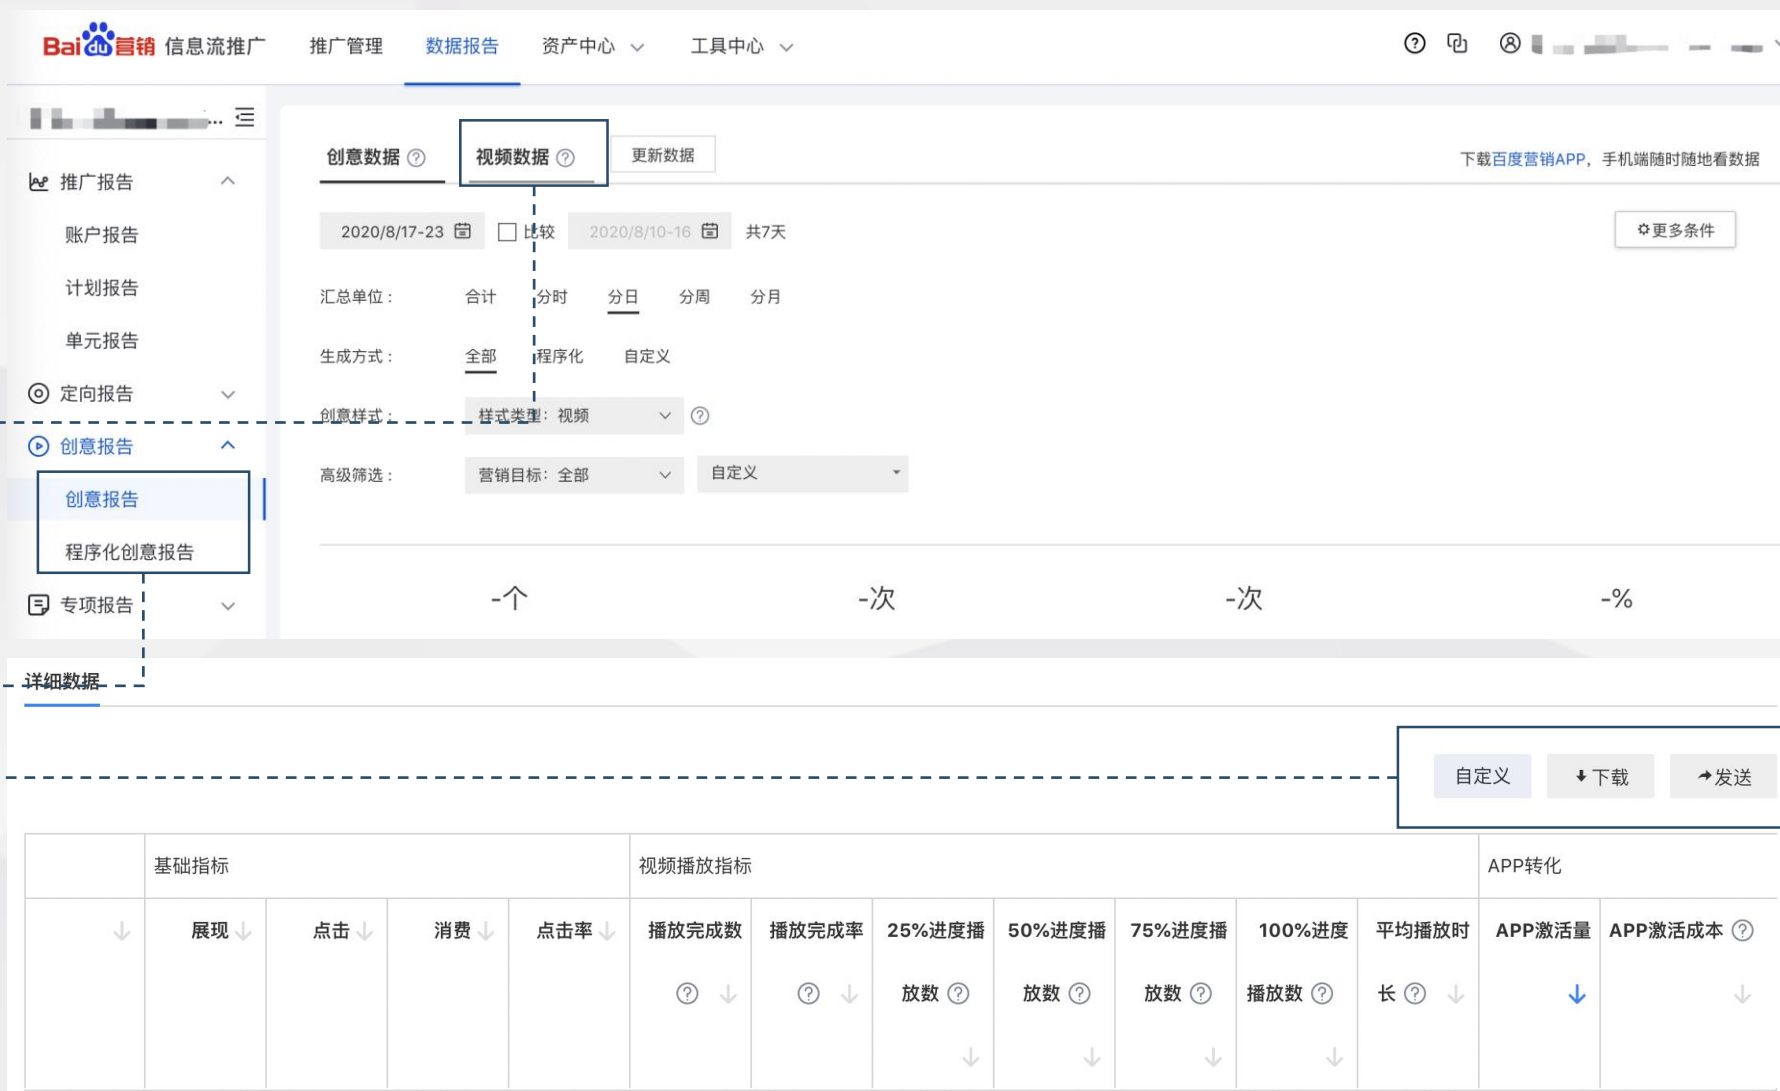 Baidu营销 信息流推广 推广管理 数据报告 资产中心 工具中心
...
创意数据 ? 视频数据 ? 更新数据 下载百度营销APP，手机端随时随地看数据
推广报告
2020/8/17-23 比较 2020/8/10-16 共7天 更多条件
账户报告
计划报告
汇总单位： 合计 分时 分日 分周 分月
单元报告
生成方式： 全部 程序化 自定义
定向报告
创意样式： 样式类型：视频 ?
创意报告
高级筛选： 营销目标：全部 自定义
创意报告
程序化创意报告
专项报告
-个 -次 -次 -%
详细数据
自定义 下载 发送
基础指标 视频播放指标 APP转化
展现 点击 消费 点击率 播放完成数 播放完成率 25%进度播 50%进度播 75%进度播 100%进度 平均播放时 APP激活量 APP激活成本 ?
? ? 放数 ? 放数 ? 放数 ? 播放数 ? 长 ?